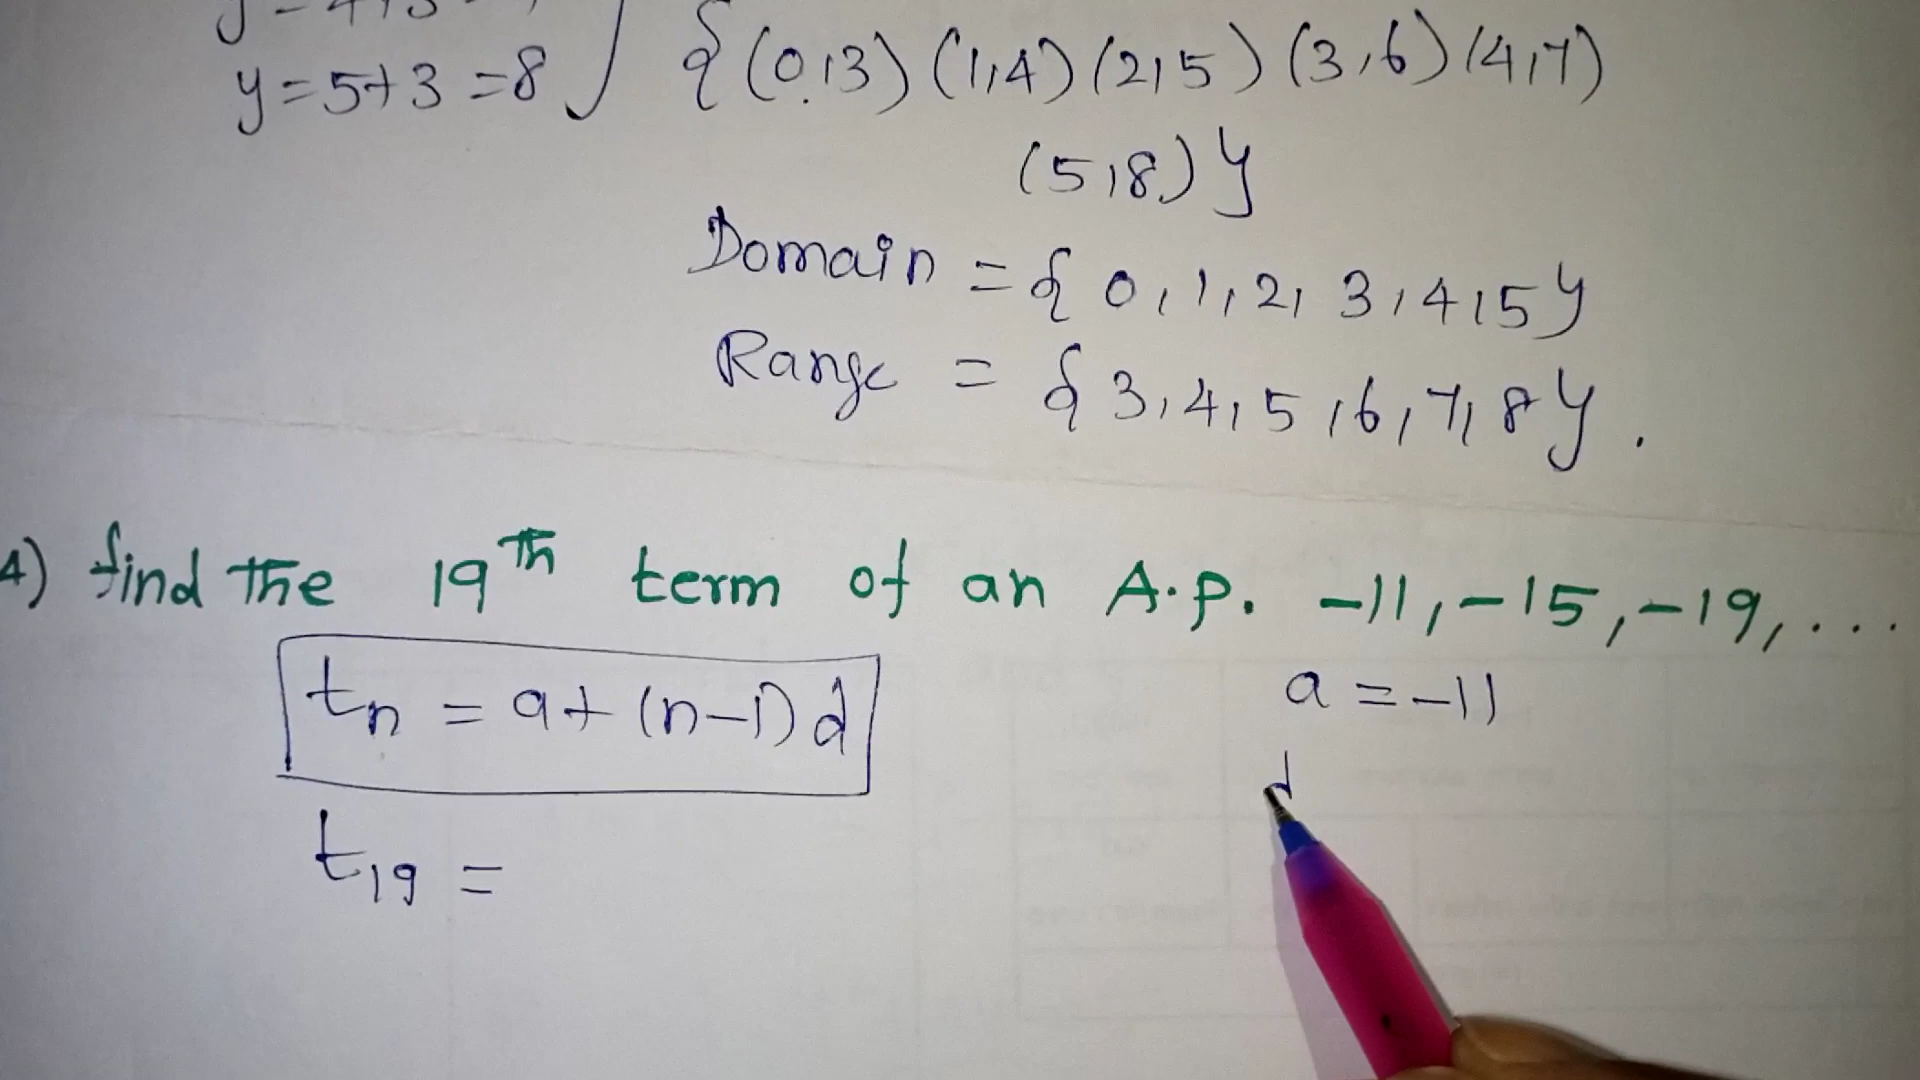 y = 5+3 = 8 } {(0,3) (1,4) (2,5) (3,6) (4,7)
(5,8)}
Domain = {0,1,2,3,4,5}
Range = {3,4,5,6,7,8}.
4) find the 19th term of an A.P. -11, -15, -19, ...
tn = a + (n-1) d
a = -11
d
t19 =